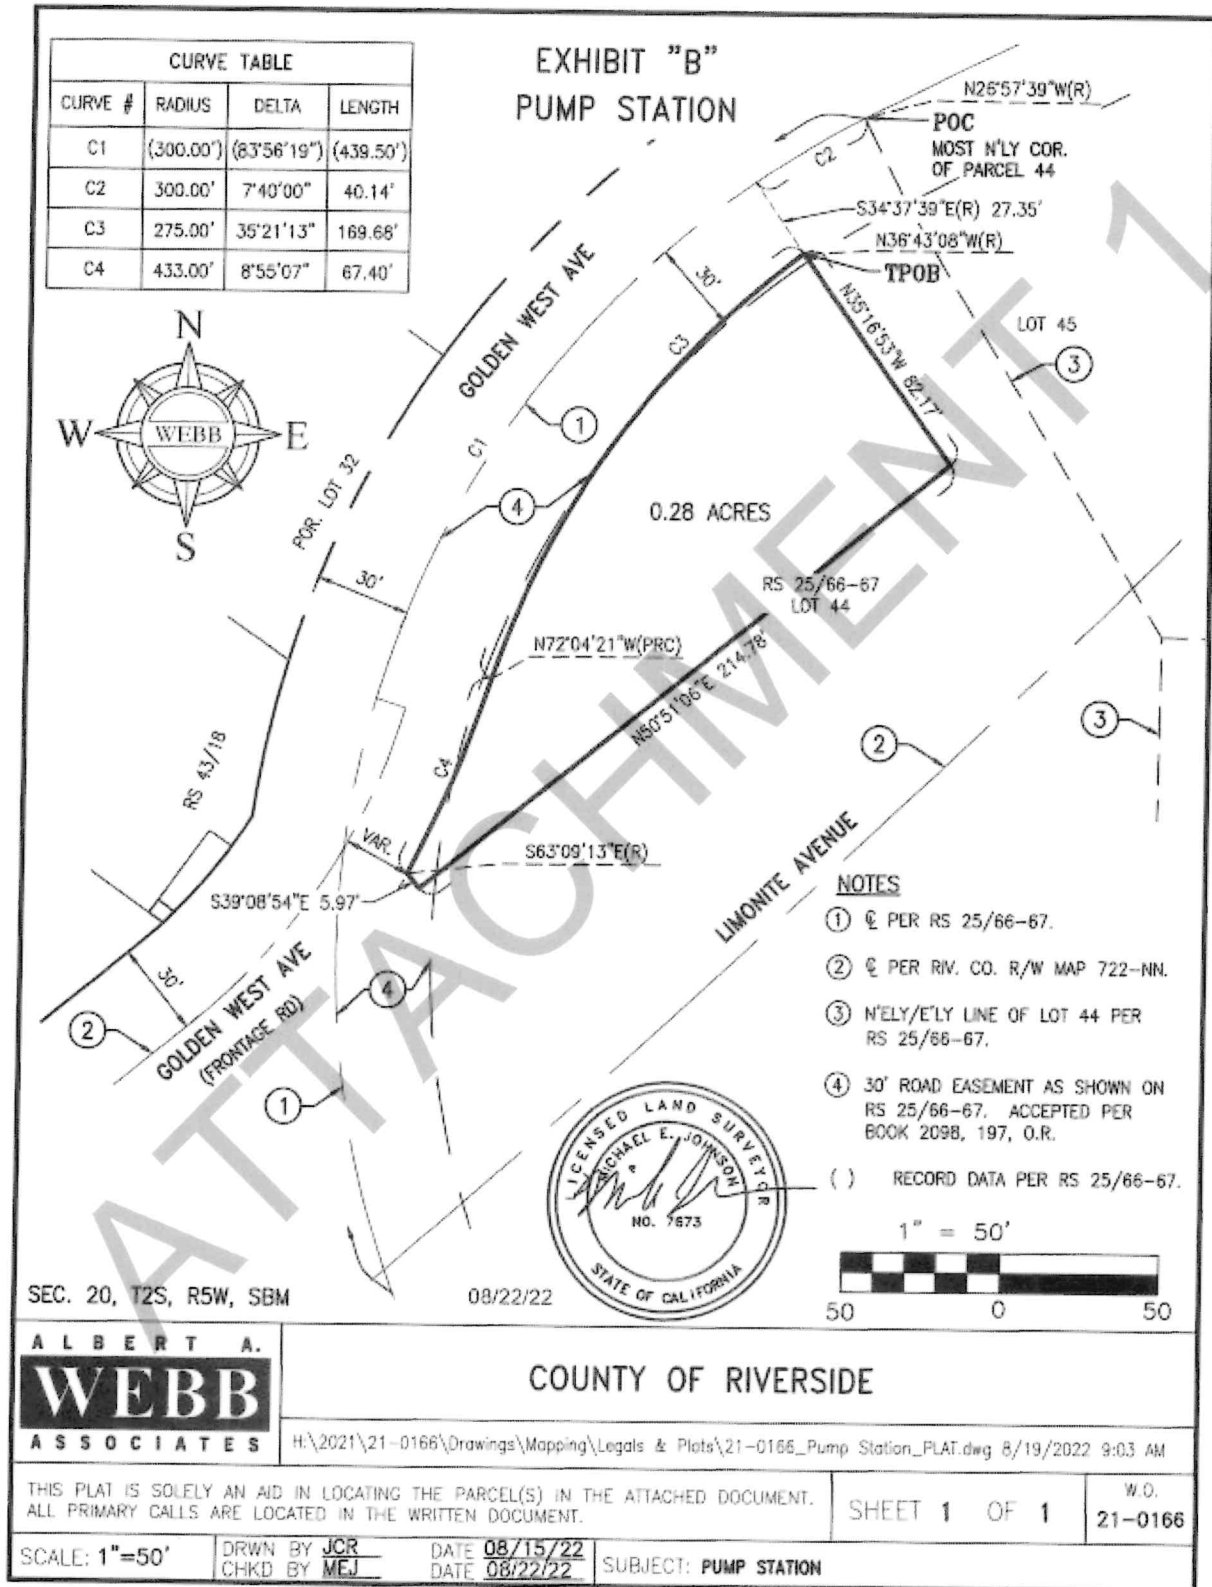 EXHIBIT "B"
PUMP STATION
CURVE TABLE
CURVE # RADIUS DELTA LENGTH
C1 (300.00') (83°56'19") (439.50')
C2 300.00' 7°40'00" 40.14'
C3 275.00' 35°21'13" 169.68'
C4 433.00' 8°55'07" 67.40'
N26°57'39"W(R)
POC
MOST N'LY COR.
OF PARCEL 44
C2
S34°37'39"E(R) 27.35'
N36°43'08"W(R)
TPOB
30'
GOLDEN WEST AVE
N35°16'53"W 82.17'
LOT 45
3
C3
1
N
W WEBB E
S
C1
POR. LOT 32
4
0.28 ACRES
30'
RS 25/66-67
LOT 44
N72°04'21"W(PRC)
N50°51'06"E 214.78'
3
2
RS 43/18
C4
VAR.
S63°09'13"E(R)
S39°08'54"E 5.97'
LIMONITE AVENUE
30'
2
GOLDEN WEST AVE
(FRONTAGE RD)
4
1
NOTES
1 ℄ PER RS 25/66-67.
2 ℄ PER RIV. CO. R/W MAP 722-NN.
3 N'ELY/E'LY LINE OF LOT 44 PER
RS 25/66-67.
4 30' ROAD EASEMENT AS SHOWN ON
RS 25/66-67. ACCEPTED PER
BOOK 2098, 197, O.R.
( ) RECORD DATA PER RS 25/66-67.
LICENSED LAND SURVEYOR
MICHAEL E. JOHNSON
NO. 7673
STATE OF CALIFORNIA
1" = 50'
50 0 50
SEC. 20, T2S, R5W, SBM
08/22/22
ATTACHMENT 1
ALBERT A.
WEBB
ASSOCIATES
COUNTY OF RIVERSIDE
H:\2021\21-0166\Drawings\Mapping\Legals & Plats\21-0166_Pump Station_PLAT.dwg 8/19/2022 9:03 AM
THIS PLAT IS SOLELY AN AID IN LOCATING THE PARCEL(S) IN THE ATTACHED DOCUMENT.
ALL PRIMARY CALLS ARE LOCATED IN THE WRITTEN DOCUMENT.
SHEET 1 OF 1
W.O.
21-0166
SCALE: 1"=50'
DRWN BY JCR DATE 08/15/22
CHKD BY MEJ DATE 08/22/22
SUBJECT: PUMP STATION